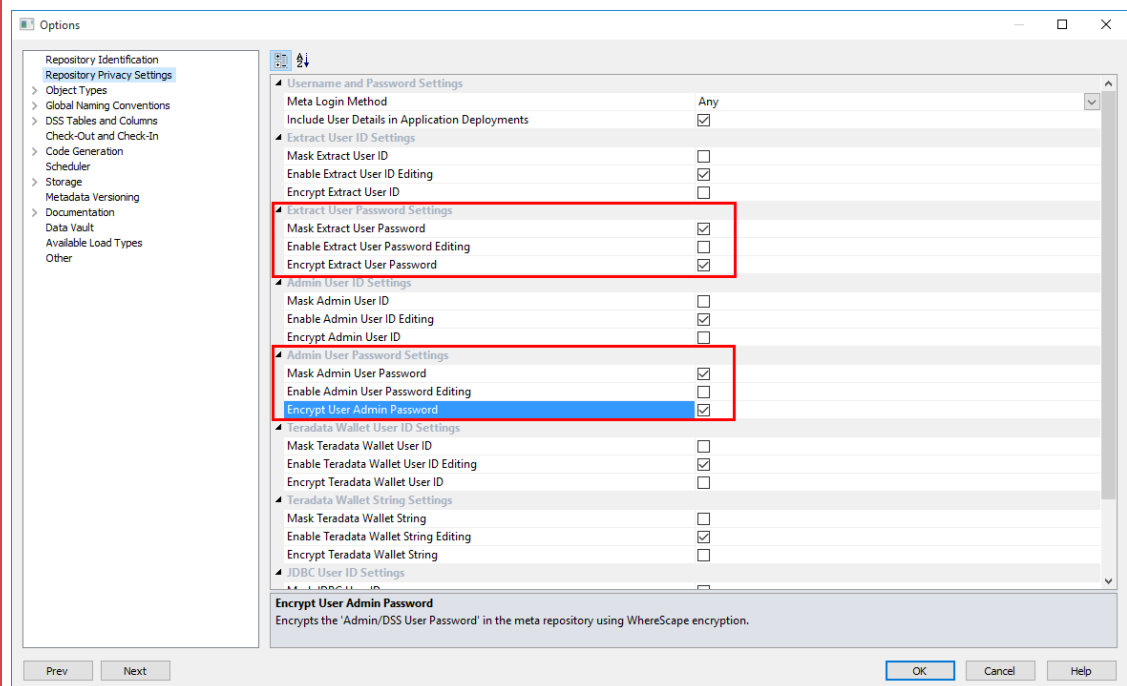 Options
Repository Identification
Repository Privacy Settings
Object Types
Global Naming Conventions
DSS Tables and Columns
Check-Out and Check-In
Code Generation
Scheduler
Storage
Metadata Versioning
Documentation
Data Vault
Available Load Types
Other
Username and Password Settings
Meta Login Method Any
Include User Details in Application Deployments
Extract User ID Settings
Mask Extract User ID
Enable Extract User ID Editing
Encrypt Extract User ID
Extract User Password Settings
Mask Extract User Password
Enable Extract User Password Editing
Encrypt Extract User Password
Admin User ID Settings
Mask Admin User ID
Enable Admin User ID Editing
Encrypt Admin User ID
Admin User Password Settings
Mask Admin User Password
Enable Admin User Password Editing
Encrypt User Admin Password
Teradata Wallet User ID Settings
Mask Teradata Wallet User ID
Enable Teradata Wallet User ID Editing
Encrypt Teradata Wallet User ID
Teradata Wallet String Settings
Mask Teradata Wallet String
Enable Teradata Wallet String Editing
Encrypt Teradata Wallet String
JDBC User ID Settings
Encrypt User Admin Password
Encrypts the 'Admin/DSS User Password' in the meta repository using WhereScape encryption.
Prev Next OK Cancel Help